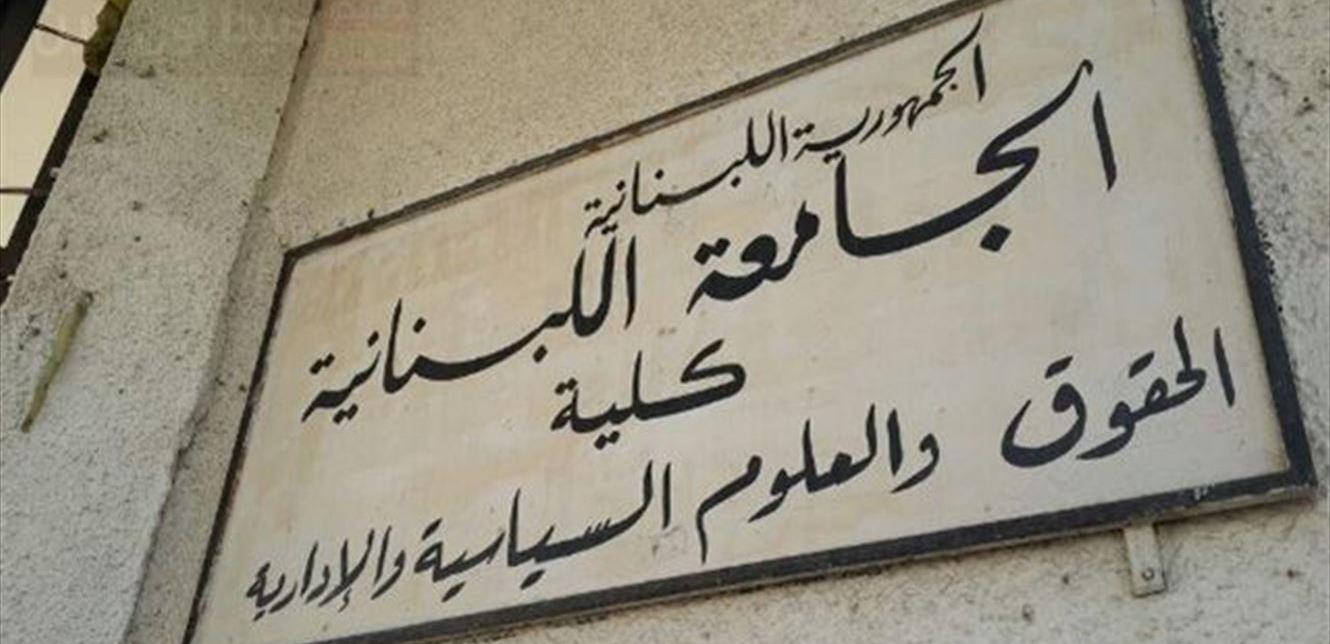 الجمهورية اللبنانية
الجامعة اللبنانية
كلية
الحقوق والعلوم السياسية والإدارية